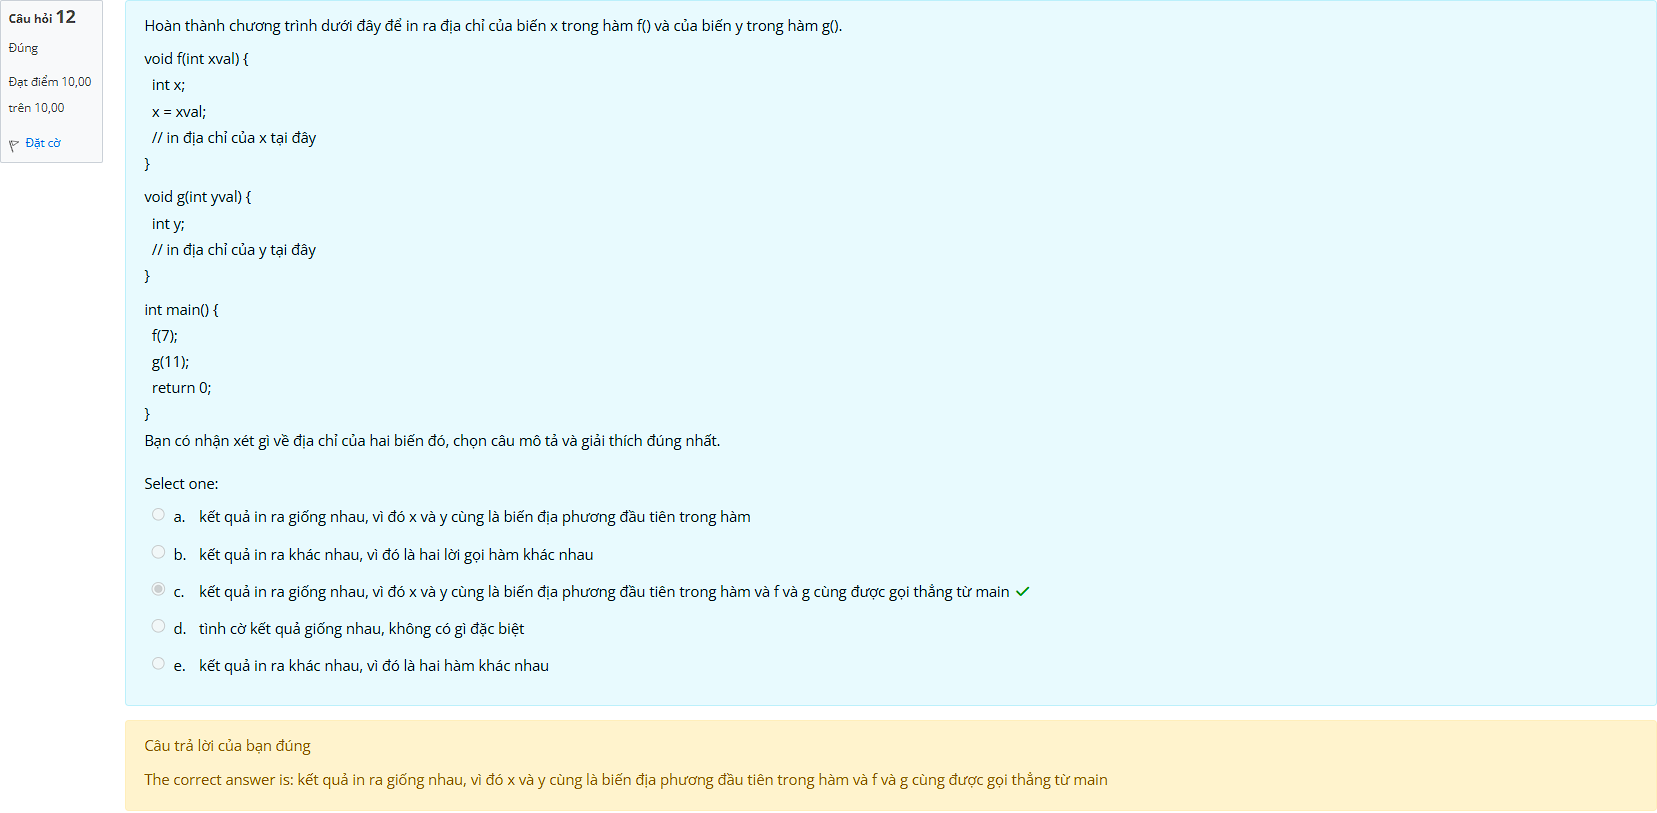 Câu hỏi 12
Đúng
Đạt điểm 10,00
trên 10,00
Đặt cờ
Hoàn thành chương trình dưới đây để in ra địa chỉ của biến x trong hàm f() và của biến y trong hàm g().
void f(int xval) {
int x;
x = xval;
// in địa chỉ của x tại đây
}
void g(int yval) {
int y;
// in địa chỉ của y tại đây
}
int main() {
f(7);
g(11);
return 0;
}
Bạn có nhận xét gì về địa chỉ của hai biến đó, chọn câu mô tả và giải thích đúng nhất.
Select one:
a. kết quả in ra giống nhau, vì đó x và y cùng là biến địa phương đầu tiên trong hàm
b. kết quả in ra khác nhau, vì đó là hai lời gọi hàm khác nhau
c. kết quả in ra giống nhau, vì đó x và y cùng là biến địa phương đầu tiên trong hàm và f và g cùng được gọi thẳng từ main
d. tình cờ kết quả giống nhau, không có gì đặc biệt
e. kết quả in ra khác nhau, vì đó là hai hàm khác nhau
Câu trả lời của bạn đúng
The correct answer is: kết quả in ra giống nhau, vì đó x và y cùng là biến địa phương đầu tiên trong hàm và f và g cùng được gọi thẳng từ main